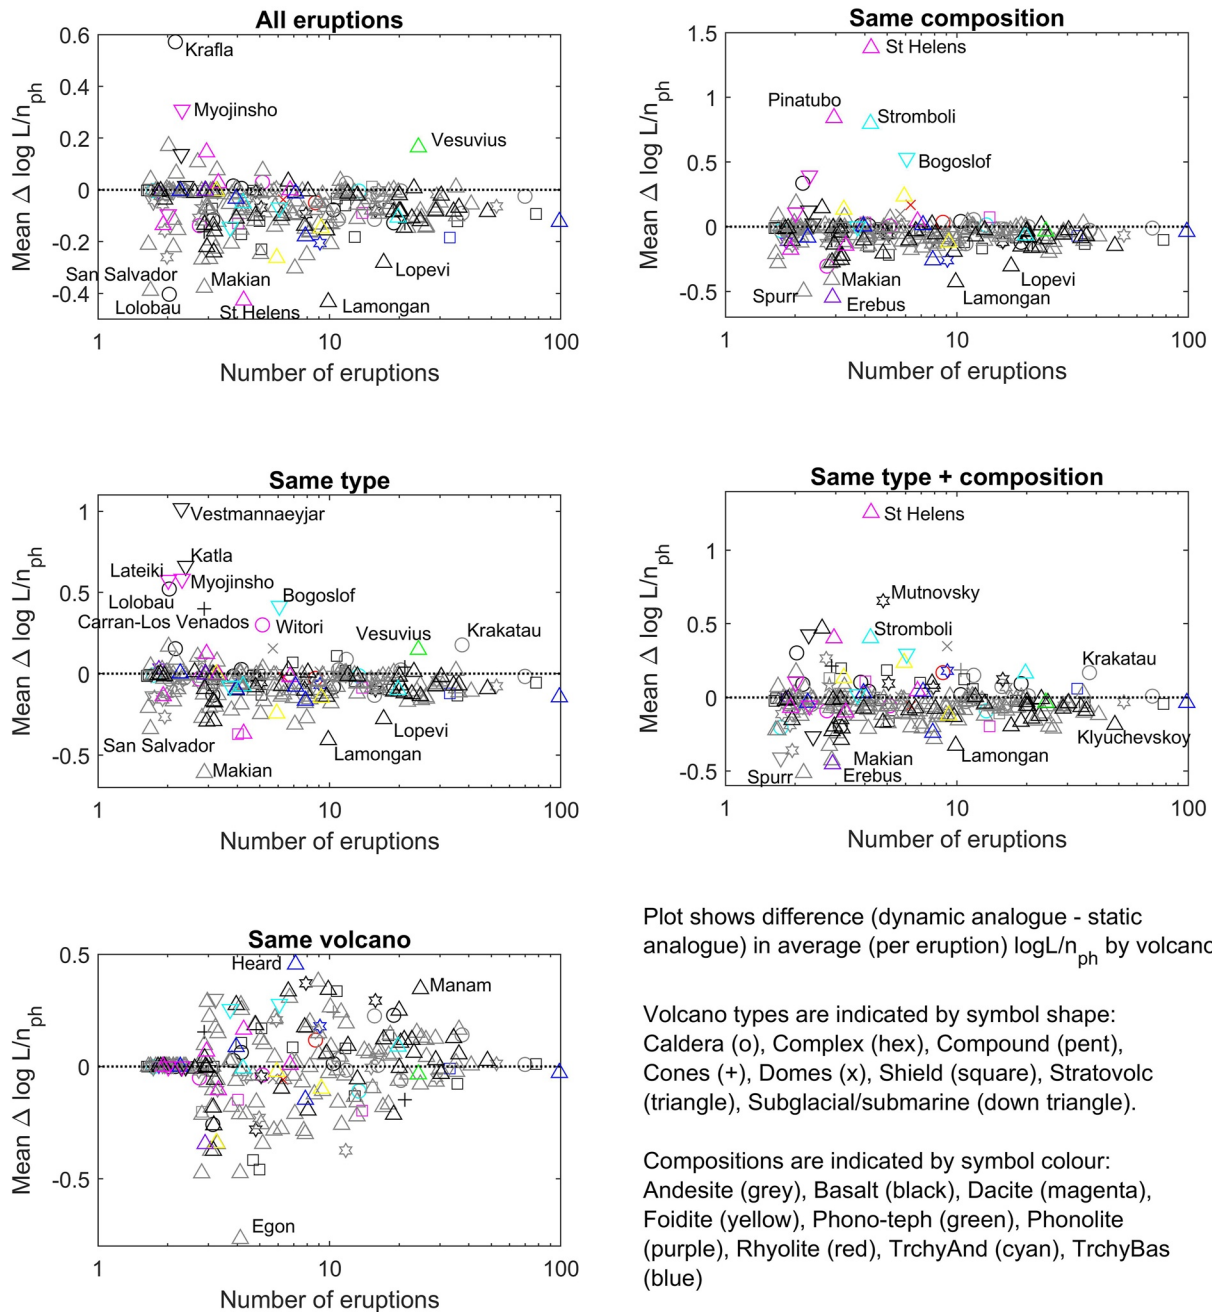 All eruptions
0.6
0.4
0.2
0
-0.2
-0.4
Mean Δ log L/nph
Krafla
Myojinsho
Vesuvius
San Salvador
Lolobau
Makian
St Helens
Lopevi
Lamongan
1
10
100
Number of eruptions
Same composition
1.5
1
0.5
0
-0.5
Mean Δ log L/nph
St Helens
Pinatubo
Stromboli
Bogoslof
Spurr
Makian
Erebus
Lopevi
Lamongan
1
10
100
Number of eruptions
Same type
1
0.5
0
-0.5
Mean Δ log L/nph
Vestmannaeyjar
Katla
Lateiki
Myojinsho
Lolobau
Bogoslof
Carran-Los Venados
Witori
Vesuvius
Krakatau
San Salvador
Makian
Lopevi
Lamongan
1
10
100
Number of eruptions
Same type + composition
1
0.5
0
-0.5
Mean Δ log L/nph
St Helens
Mutnovsky
Stromboli
Krakatau
Klyuchevskoy
Makian
Lamongan
Spurr
Erebus
1
10
100
Number of eruptions
Same volcano
0.5
0
-0.5
Mean Δ log L/nph
Heard
Manam
Egon
1
10
100
Number of eruptions
Plot shows difference (dynamic analogue - static
analogue) in average (per eruption) logL/nph by volcano
Volcano types are indicated by symbol shape:
Caldera (o), Complex (hex), Compound (pent),
Cones (+), Domes (x), Shield (square), Stratovolc
(triangle), Subglacial/submarine (down triangle).
Compositions are indicated by symbol colour:
Andesite (grey), Basalt (black), Dacite (magenta),
Foidite (yellow), Phono-teph (green), Phonolite
(purple), Rhyolite (red), TrchyAnd (cyan), TrchyBas
(blue)